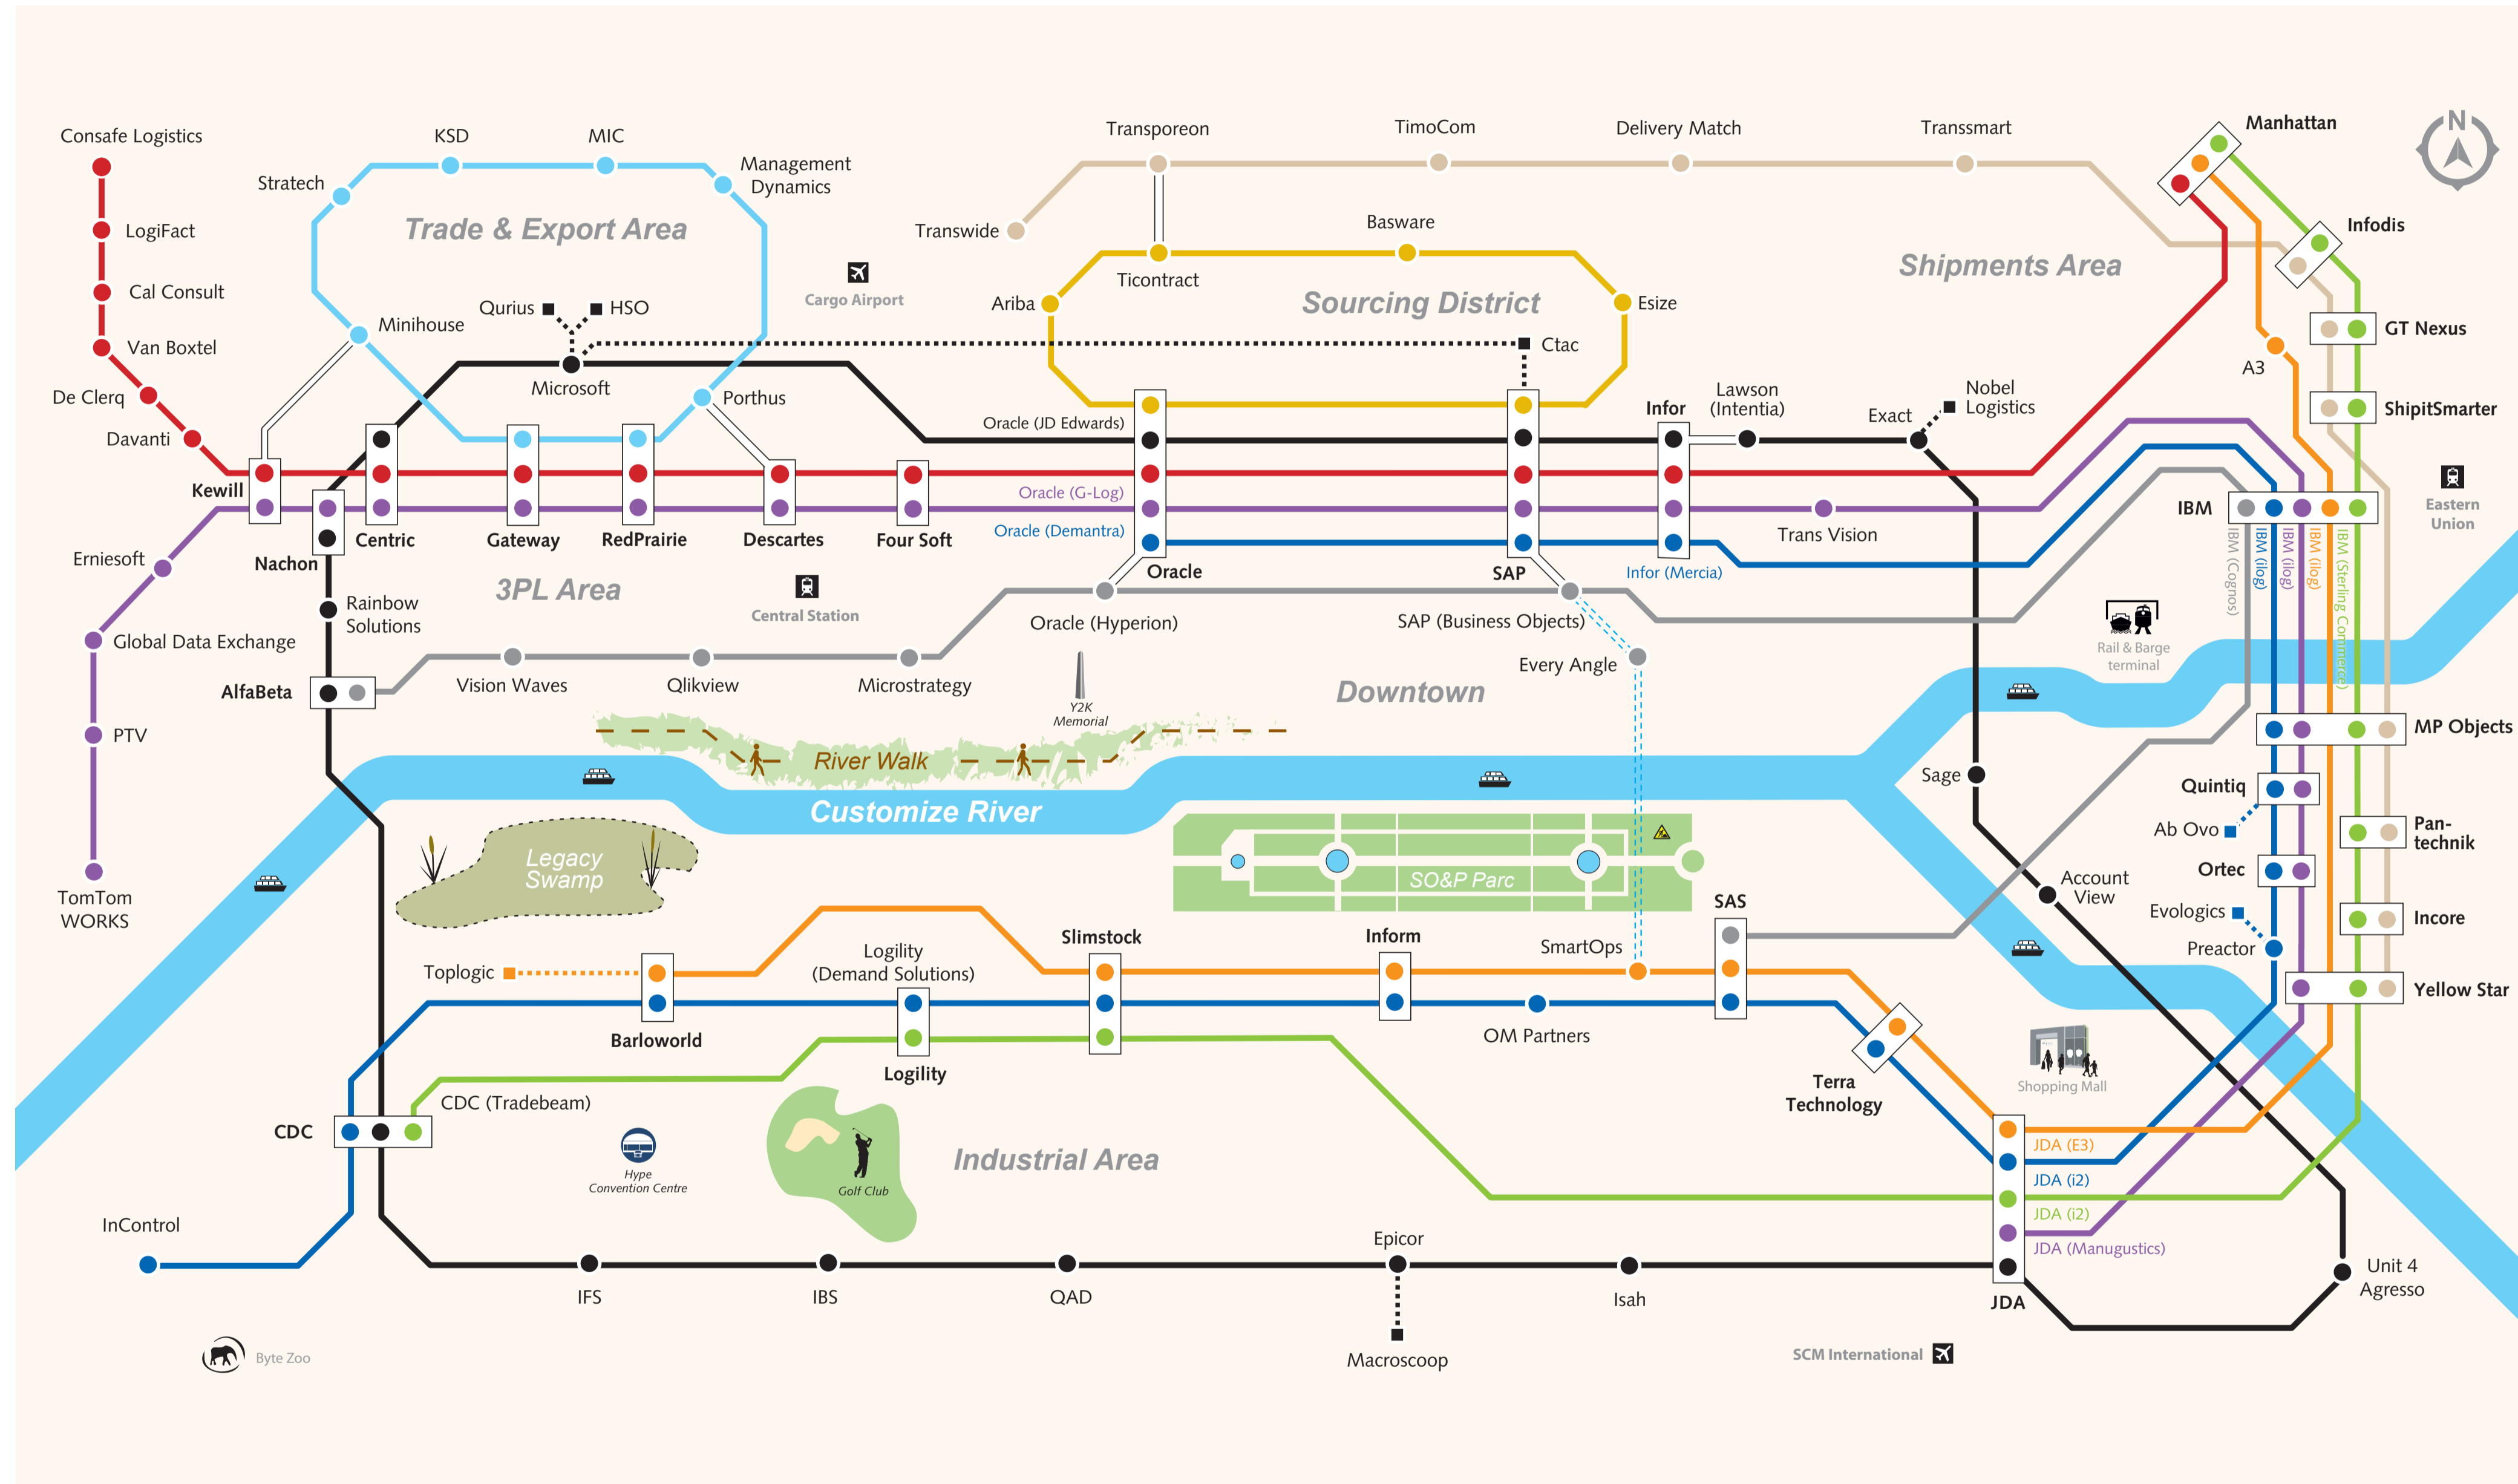 Consafe Logistics
KSD
MIC
Management
Dynamics
Stratech
Transporeon
TimoCom
Delivery Match
Transsmart
Manhattan
N
LogiFact
Trade & Export Area
Transwide
Basware
Infodis
Cal Consult
Cargo Airport
Ticontract
Shipments Area
Qurius
HSO
Ariba
Sourcing District
Esize
Minihouse
GT Nexus
Van Boxtel
Ctac
A3
De Clerq
Microsoft
Porthus
Lawson
(Intentia)
Nobel
Logistics
Davanti
Oracle (JD Edwards)
Infor
Exact
ShipitSmarter
Kewill
Oracle (G-Log)
IBM
Eastern
Union
Nachon
Centric
Gateway
RedPrairie
Descartes
Four Soft
Oracle (Demantra)
Trans Vision
Erniesoft
Oracle
SAP
Infor (Mercia)
IBM (Cognos)
IBM (ilog)
IBM (ilog)
IBM (ilog)
IBM (Sterling Commerce)
3PL Area
Central Station
Rainbow
Solutions
Oracle (Hyperion)
SAP (Business Objects)
Rail & Barge
terminal
Global Data Exchange
AlfaBeta
Vision Waves
Qlikview
Microstrategy
Every Angle
Downtown
Y2K
Memorial
PTV
MP Objects
River Walk
Customize River
Sage
Quintiq
Ab Ovo
Pan-
technik
Legacy
Swamp
SO&P Parc
Ortec
TomTom
WORKS
SAS
Account
View
Evologics
Incore
Toplogic
Logility
(Demand Solutions)
Slimstock
Inform
SmartOps
Preactor
Yellow Star
Barloworld
OM Partners
Logility
Terra
Technology
Shopping Mall
CDC (Tradebeam)
CDC
JDA (E3)
Hype
Convention Centre
Golf Club
Industrial Area
JDA (i2)
JDA (i2)
InControl
JDA (Manugustics)
Epicor
IFS
IBS
QAD
Isah
JDA
Unit 4
Agresso
Byte Zoo
Macroscoop
SCM International